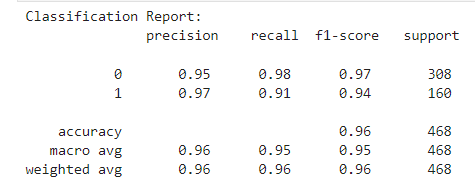 Classification Report:
precision recall f1-score support
0 0.95 0.98 0.97 308
1 0.97 0.91 0.94 160
accuracy 0.96 468
macro avg 0.96 0.95 0.95 468
weighted avg 0.96 0.96 0.96 468